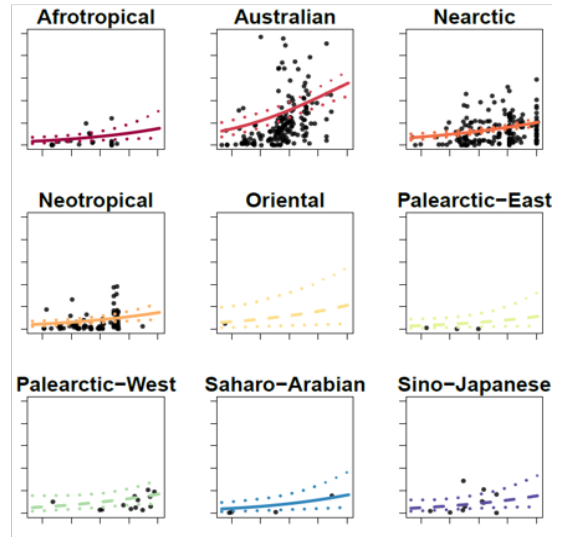 Afrotropical
Australian
Nearctic
Neotropical
Oriental
Palearctic−East
Palearctic−West
Saharo−Arabian
Sino−Japanese